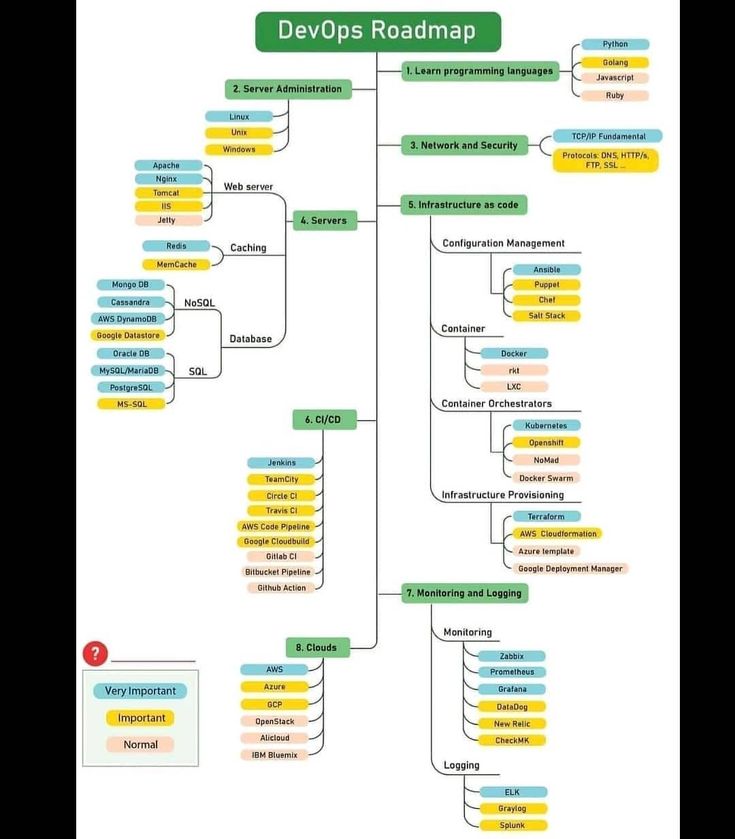 DevOps Roadmap
1. Learn programming languages
Python
Golang
Javascript
Ruby
2. Server Administration
Linux
Unix
Windows
3. Network and Security
TCP/IP Fundamental
Protocols: DNS, HTTP/s,
FTP, SSL ...
4. Servers
Web server
Apache
Nginx
Tomcat
IIS
Jetty
Caching
Redis
MemCache
Database
NoSQL
Mongo DB
Cassandra
AWS DynamoDB
Google Datastore
SQL
Oracle DB
MySQL/MariaDB
PostgreSQL
MS-SQL
5. Infrastructure as code
Configuration Management
Ansible
Puppet
Chef
Salt Stack
Container
Docker
rkt
LXC
Container Orchestrators
Kubernetes
Openshift
NoMad
Docker Swarm
Infrastructure Provisioning
Terraform
AWS Cloudformation
Azure template
Google Deployment Manager
6. CI/CD
Jenkins
TeamCity
Circle CI
Travis CI
AWS Code Pipeline
Google Cloudbuild
Gitlab CI
Bitbucket Pipeline
Github Action
7. Monitoring and Logging
Monitoring
Zabbix
Prometheus
Grafana
DataDog
New Relic
CheckMK
Logging
ELK
Graylog
Splunk
8. Clouds
AWS
Azure
GCP
OpenStack
Alicloud
IBM Bluemix
?
Very Important
Important
Normal